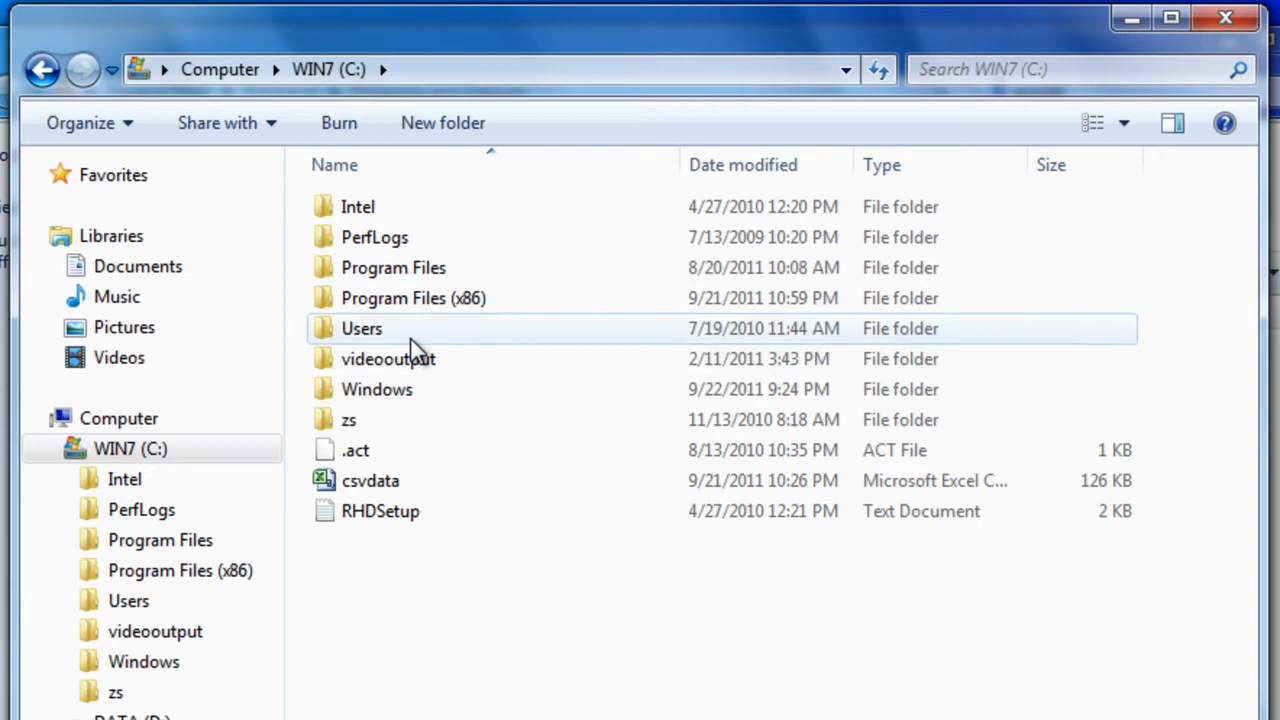 Computer WIN7 (C:) Search WIN7 (C:)
Organize Share with Burn New folder
Name Date modified Type Size
Favorites
Libraries
Documents
Music
Pictures
Videos
Computer
WIN7 (C:)
Intel
PerfLogs
Program Files
Program Files (x86)
Users
videooutput
Windows
zs
Intel 4/27/2010 12:20 PM File folder
PerfLogs 7/13/2009 10:20 PM File folder
Program Files 8/20/2011 10:08 AM File folder
Program Files (x86) 9/21/2011 10:59 PM File folder
Users 7/19/2010 11:44 AM File folder
videooutput 2/11/2011 3:43 PM File folder
Windows 9/22/2011 9:24 PM File folder
zs 11/13/2010 8:18 AM File folder
.act 8/13/2010 10:35 PM ACT File 1 KB
csvdata 9/21/2011 10:26 PM Microsoft Excel C... 126 KB
RHDSetup 4/27/2010 12:21 PM Text Document 2 KB